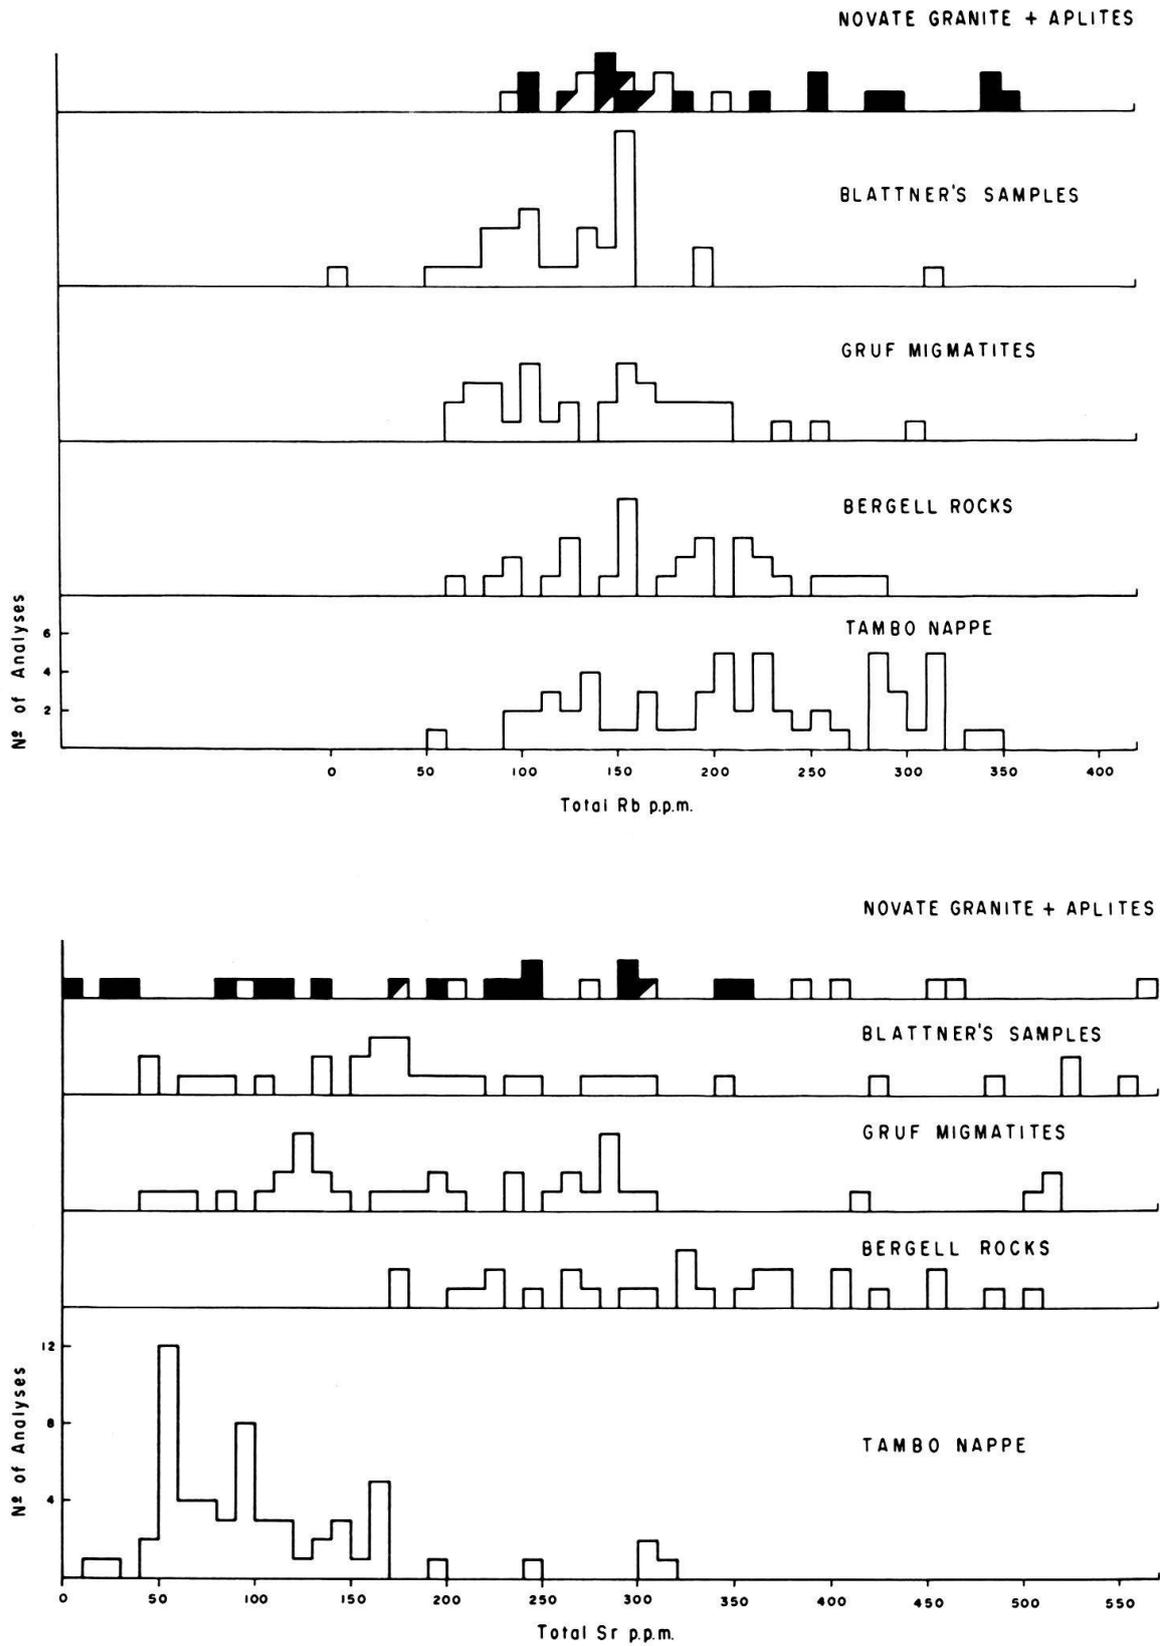 NOVATE GRANITE + APLITES
BLATTNER'S SAMPLES
GRUF MIGMATITES
BERGELL ROCKS
TAMBO NAPPE
Nº of Analyses
6
4
2
0 50 100 150 200 250 300 350 400
Total Rb p.p.m.
NOVATE GRANITE + APLITES
BLATTNER'S SAMPLES
GRUF MIGMATITES
BERGELL ROCKS
TAMBO NAPPE
Nº of Analyses
12
8
4
0 50 100 150 200 250 300 350 400 450 500 550
Total Sr p.p.m.